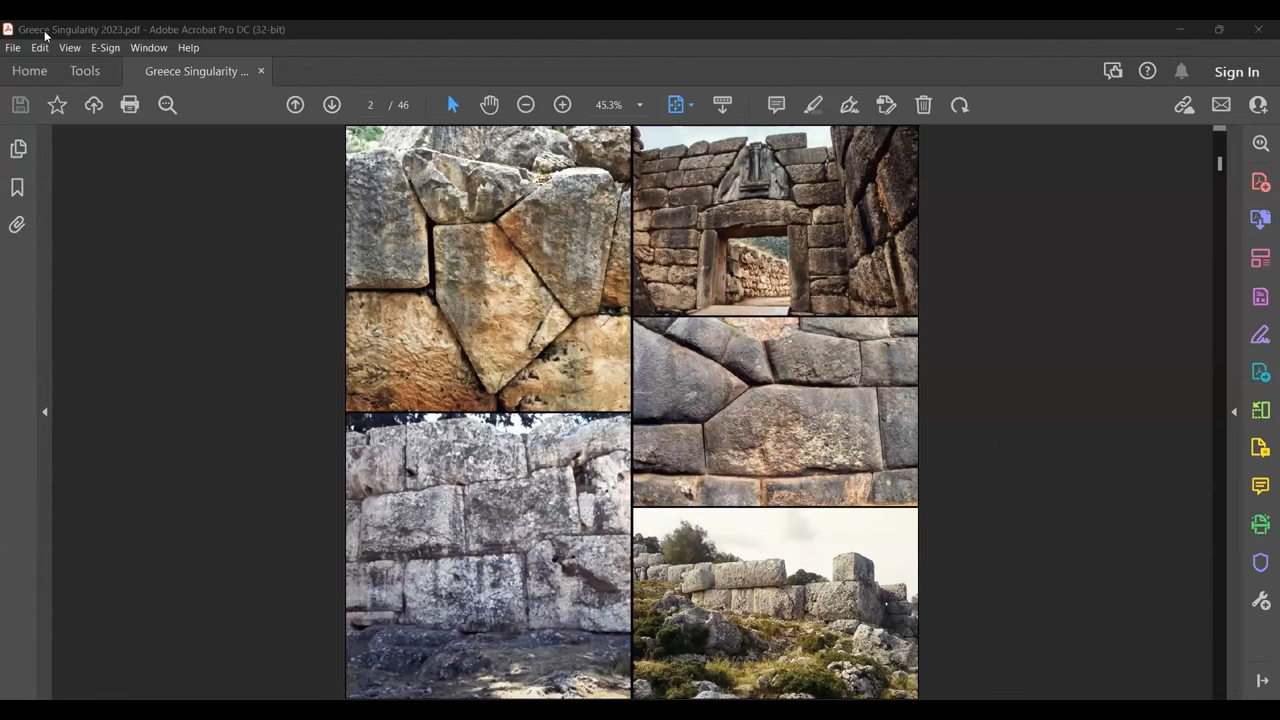 Greece Singularity 2023.pdf - Adobe Acrobat Pro DC (32-bit)
File Edit View E-Sign Window Help
Home Tools Greece Singularity ... × Sign In
2 / 46 45.3%